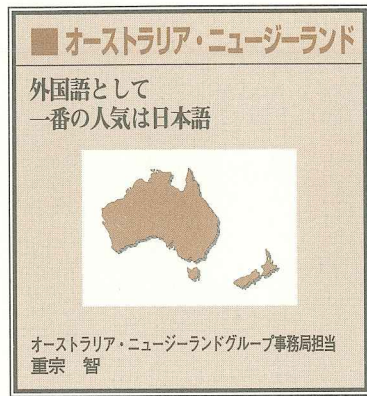 ■ オーストラリア・ニュージーランド
外国語として
一番の人気は日本語
オーストラリア・ニュージーランドグループ事務局担当
重宗　智